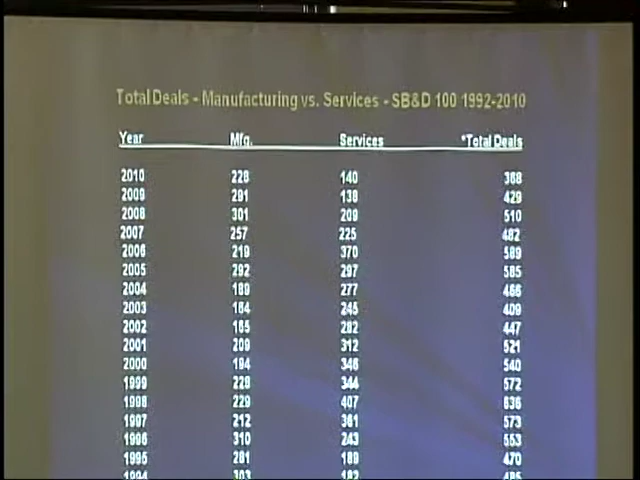 Total Deals - Manufacturing vs. Services - SB&D 100 1992-2010
Year Mfg. Services *Total Deals
2010 228 140 368
2009 291 138 429
2008 301 209 510
2007 257 225 482
2006 219 370 589
2005 292 297 585
2004 189 277 466
2003 164 245 409
2002 165 282 447
2001 209 312 521
2000 194 346 540
1999 228 344 572
1998 229 407 636
1997 212 361 573
1996 310 243 553
1995 281 189 470
1994 303 182 485